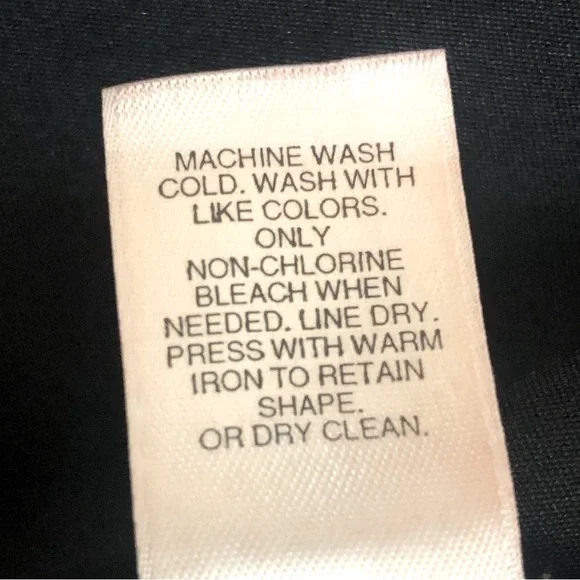 MACHINE WASH
COLD. WASH WITH
LIKE COLORS.
ONLY
NON-CHLORINE
BLEACH WHEN
NEEDED. LINE DRY.
PRESS WITH WARM
IRON TO RETAIN
SHAPE.
OR DRY CLEAN.